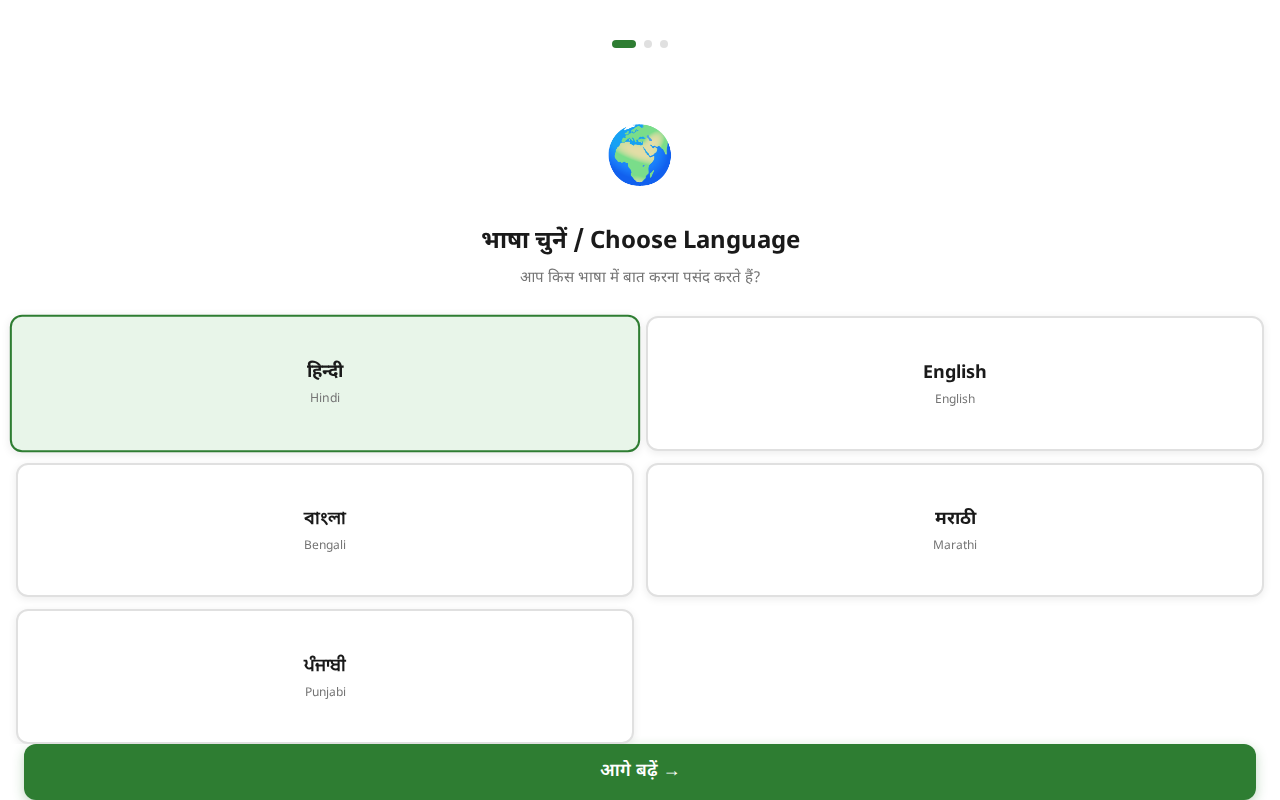 भाषा चुनें / Choose Language
आप किस भाषा में बात करना पसंद करते हैं?
हिन्दी
Hindi
English
English
বাংলা
Bengali
मराठी
Marathi
ਪੰਜਾਬੀ
Punjabi
आगे बढ़ें →